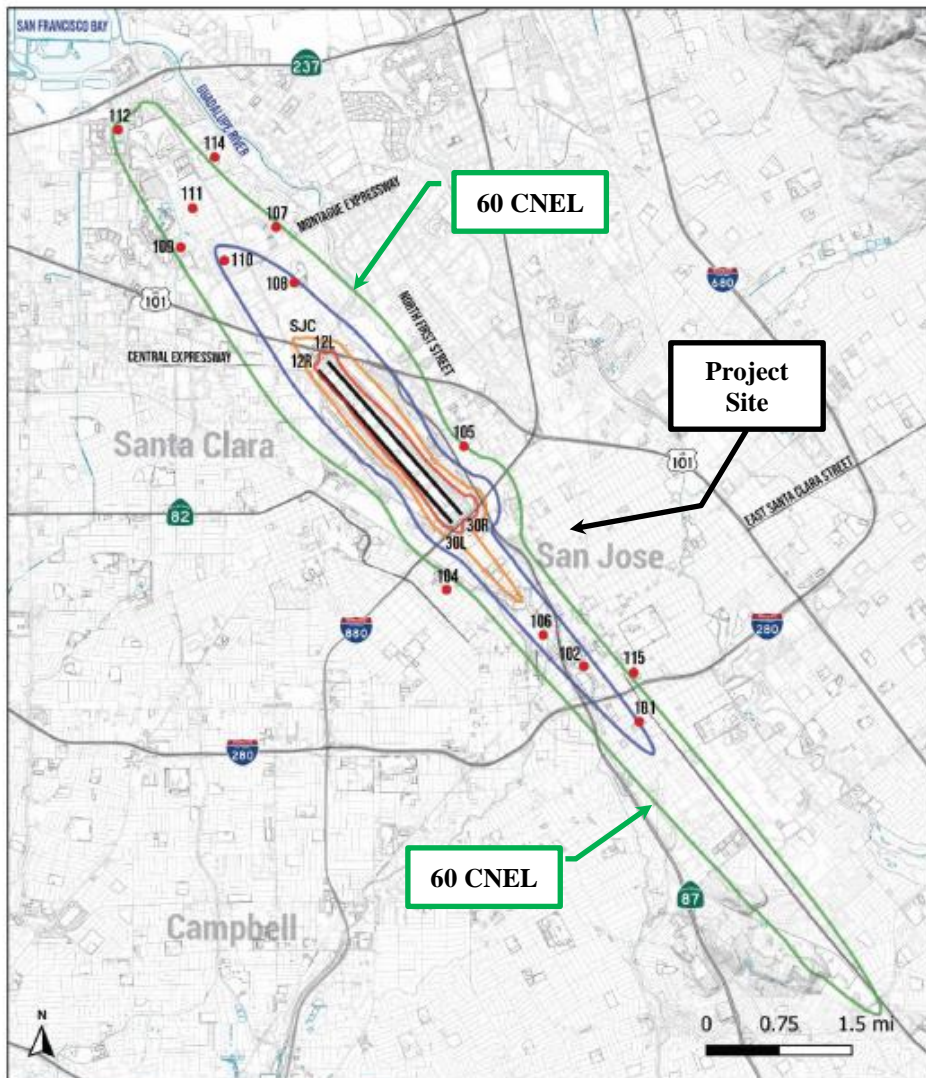 SAN FRANCISCO BAY
237
GUADALUPE RIVER
112
114
60 CNEL
111
107
MONTAGUE EXPRESSWAY
109
110
108
680
101
NORTH FIRST STREET
SJC
12L
12R
CENTRAL EXPRESSWAY
Project
Site
Santa Clara
105
101
EAST SANTA CLARA STREET
82
30R
30L
San Jose
104
106
880
280
102
115
101
280
60 CNEL
87
Campbell
N
0 0.75 1.5 mi